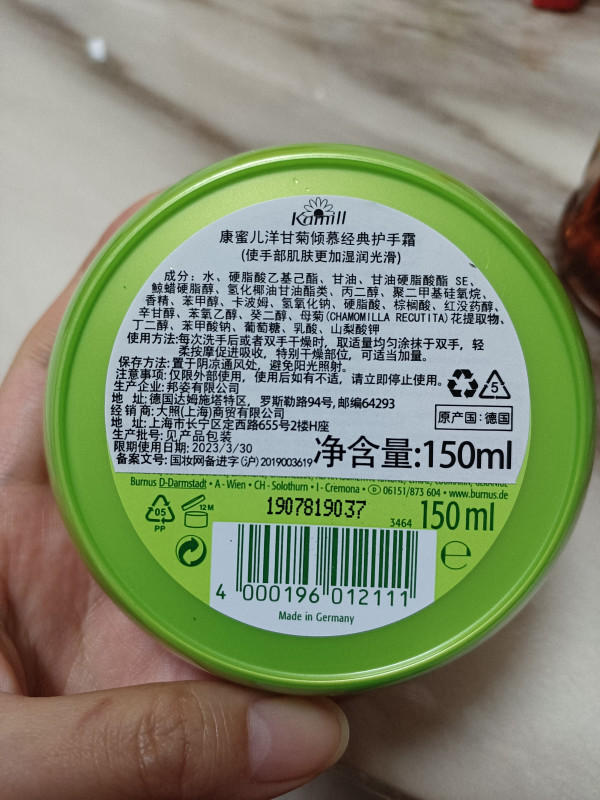 Kamill
康蜜儿洋甘菊倾慕经典护手霜
(使手部肌肤更加湿润光滑)
成分：水、硬脂酸乙基己酯、甘油、甘油硬脂酸酯 SE、
鲸蜡硬脂醇、氢化椰油甘油酯类、丙二醇、聚二甲基硅氧烷、
香精、苯甲醇、卡波姆、氢氧化钠、硬脂酸、棕榈酸、红没药醇、
辛甘醇、苯氧乙醇、癸二醇、母菊(CHAMOMILLA RECUTITA)花提取物、
丁二醇、苯甲酸钠、葡萄糖、乳酸、山梨酸钾
使用方法:每次洗手后或者双手干燥时，取适量均匀涂抹于双手，轻
柔按摩促进吸收，特别干燥部位，可适当加量。
保存方法:置于阴凉通风处，避免阳光照射。
注意事项:仅限外部使用，使用后如有不适，请立即停止使用。
生产企业:邦姿有限公司
地 址:德国达姆施塔特区，罗斯勒路94号,邮编64293
经 销 商:大照(上海)商贸有限公司
地 址:上海市长宁区定西路655号2楼H座
生产批号:见产品包装
限期使用日期:2023/3/30
备案文号:国妆网备进字(沪)2019003619
5
原产国:德国
净含量:150ml
Burnus D-Darmstadt • A - Wien • CH - Solothurn • I - Cremona • D 06151/873 604 • www.burnus.de
1907819037
05
PP
12M
3464
150 ml
e
4 000196 012111
Made in Germany